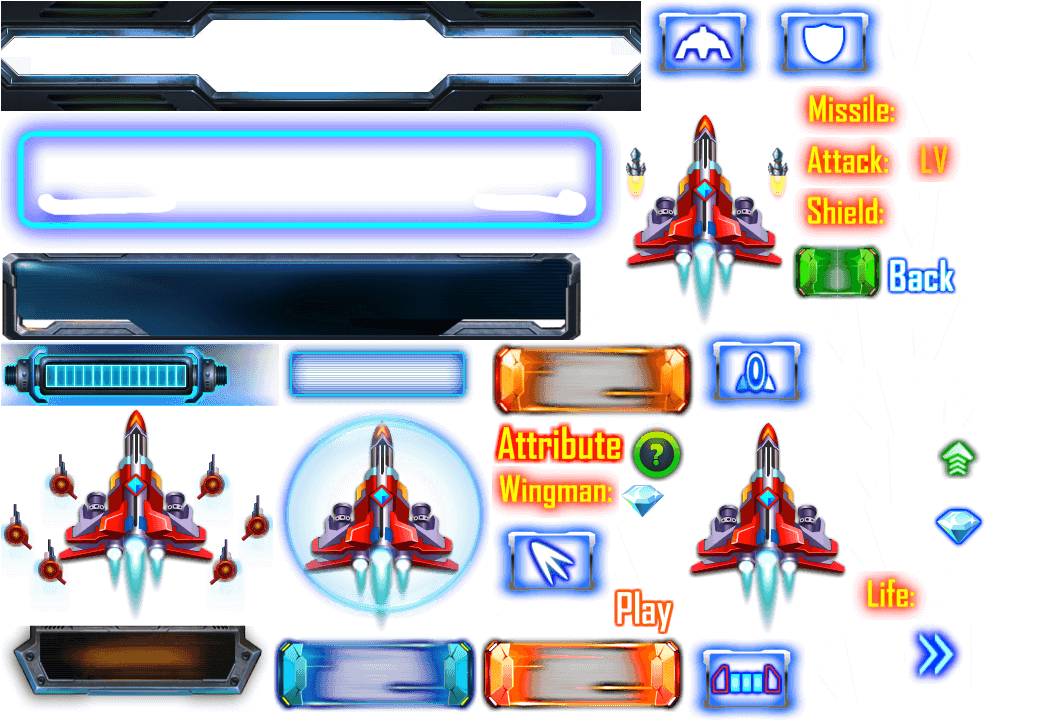 Missile:
Attack: LV
Shield:
Back
Attribute ?
Wingman:
Life:
Play